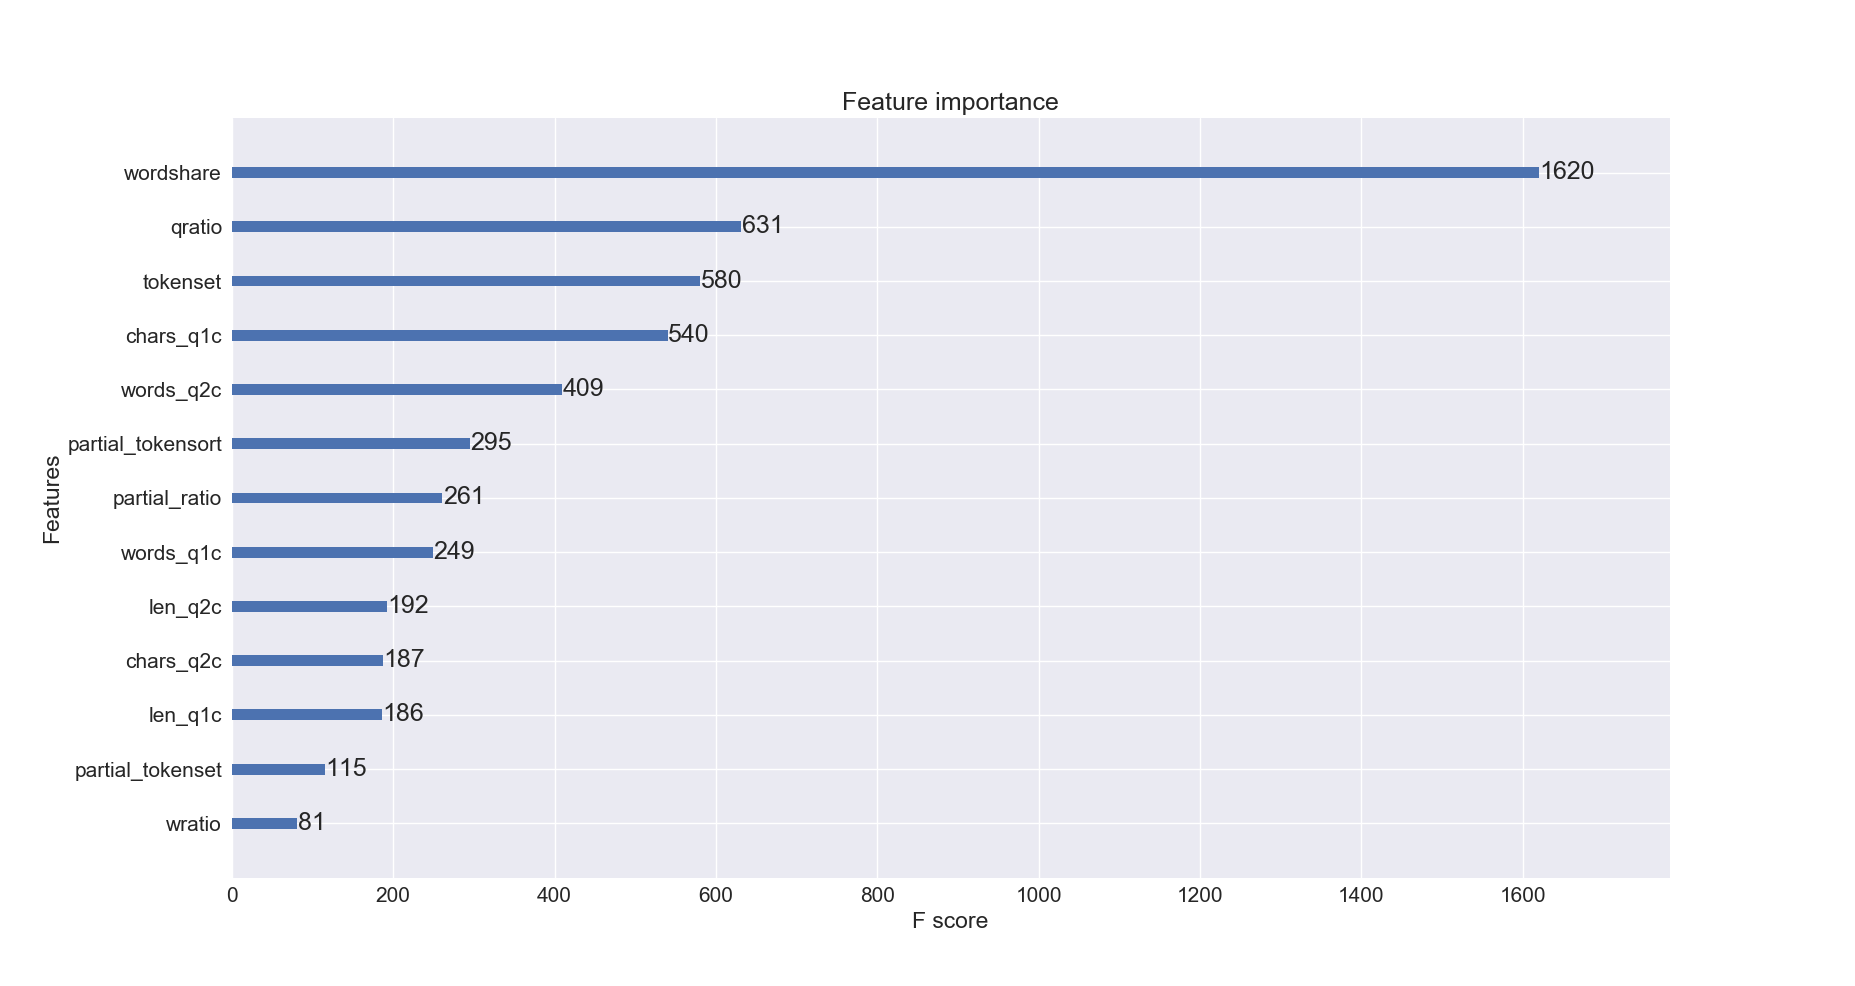 Feature importance
wordshare 1620
qratio 631
tokenset 580
chars_q1c 540
words_q2c 409
partial_tokensort 295
partial_ratio 261
words_q1c 249
len_q2c 192
chars_q2c 187
len_q1c 186
partial_tokenset 115
wratio 81
Features
0 200 400 600 800 1000 1200 1400 1600
F score